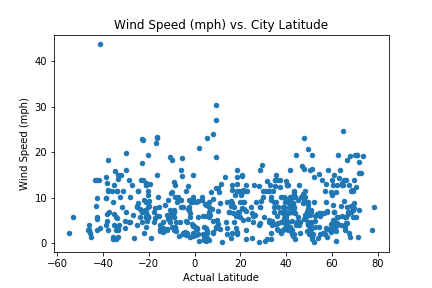 Wind Speed (mph) vs. City Latitude
Wind Speed (mph)
40
30
20
10
0
−60 −40 −20 0 20 40 60 80
Actual Latitude